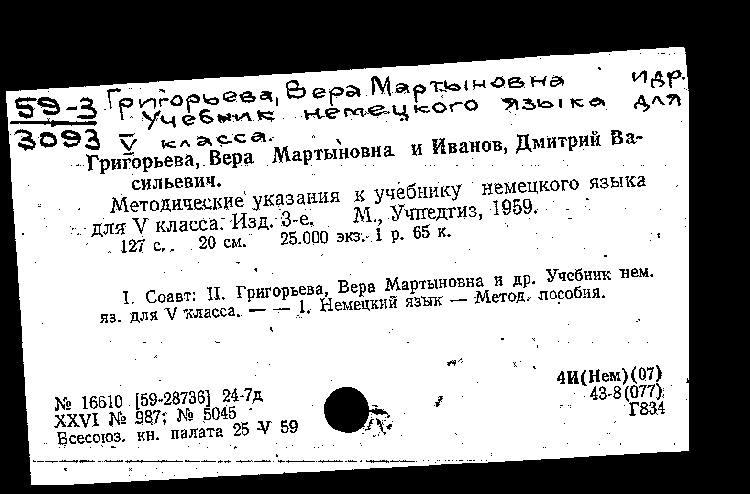 59-3 Григорьева, Вера Мартыновна и др.
Учебник немецкого языка для
3093 V класса.
Григорьева, Вера Мартыновна и Иванов, Дмитрий Ва-
сильевич.
Методические указания к учебнику немецкого языка
для V класса. Изд. 3-е. М., Учпедгиз, 1959.
127 с. 20 см. 25.000 экз. 1 р. 65 к.
I. Соавт: II. Григорьева, Вера Мартыновна и др. Учебник нем.
яз. для V класса. — — 1. Немецкий язык — Метод. пособия.
4И(Нем)(07)
№ 16610 [59-28736] 24-7д 43-8(077)
XXVI № 987; № 5045 Г834
Всесоюз. кн. палата 25 V 59